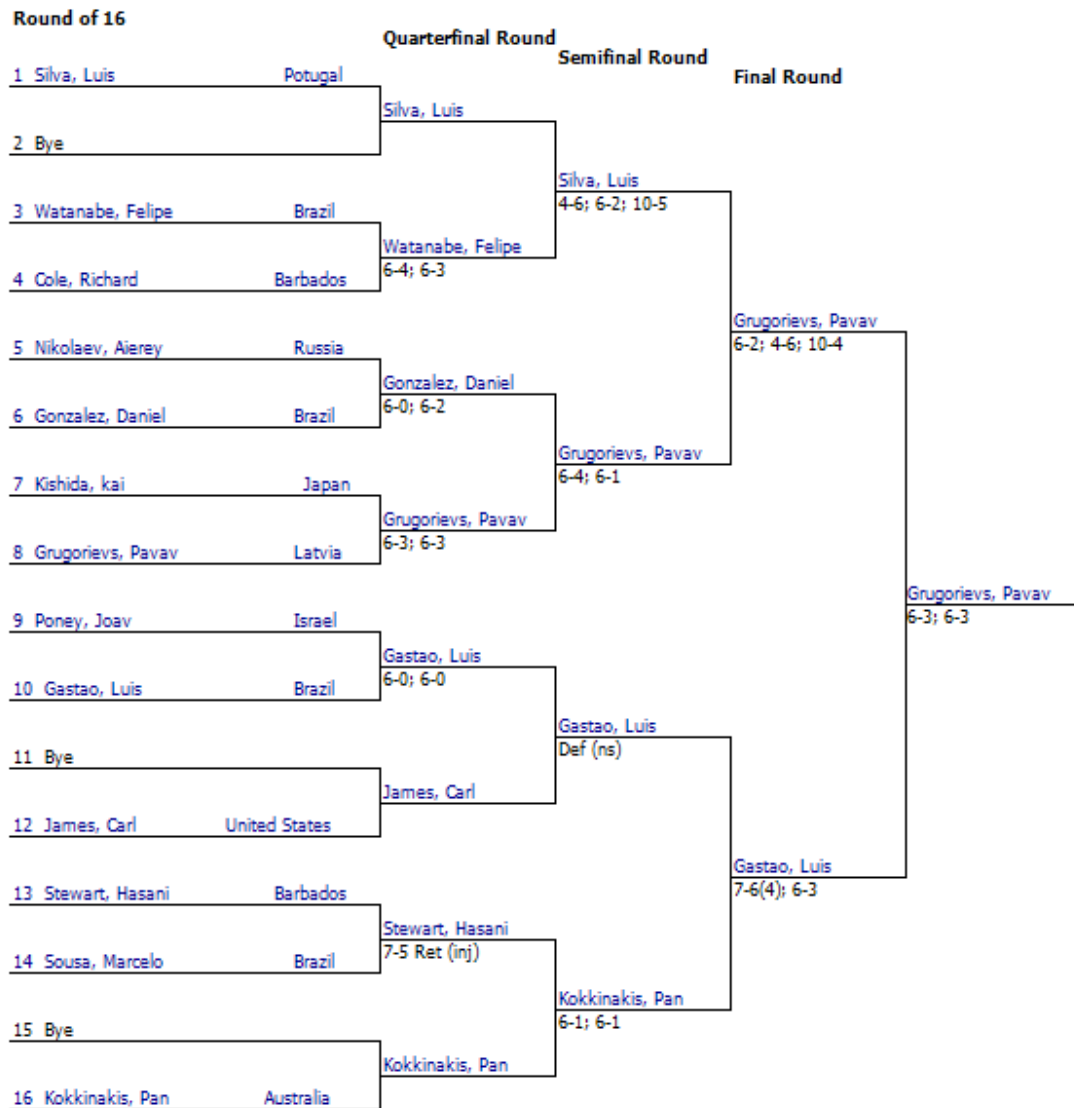 Round of 16
Quarterfinal Round
Semifinal Round
Final Round
1 Silva, Luis Potugal
Silva, Luis
2 Bye
Silva, Luis
4-6; 6-2; 10-5
3 Watanabe, Felipe Brazil
Watanabe, Felipe
6-4; 6-3
4 Cole, Richard Barbados
Grugorievs, Pavav
6-2; 4-6; 10-4
5 Nikolaev, Aierey Russia
Gonzalez, Daniel
6-0; 6-2
6 Gonzalez, Daniel Brazil
Grugorievs, Pavav
6-4; 6-1
7 Kishida, kai Japan
Grugorievs, Pavav
6-3; 6-3
8 Grugorievs, Pavav Latvia
Grugorievs, Pavav
6-3; 6-3
9 Poney, Joav Israel
Gastao, Luis
6-0; 6-0
10 Gastao, Luis Brazil
Gastao, Luis
Def (ns)
11 Bye
James, Carl
12 James, Carl United States
Gastao, Luis
7-6(4); 6-3
13 Stewart, Hasani Barbados
Stewart, Hasani
7-5 Ret (inj)
14 Sousa, Marcelo Brazil
Kokkinakis, Pan
6-1; 6-1
15 Bye
Kokkinakis, Pan
16 Kokkinakis, Pan Australia